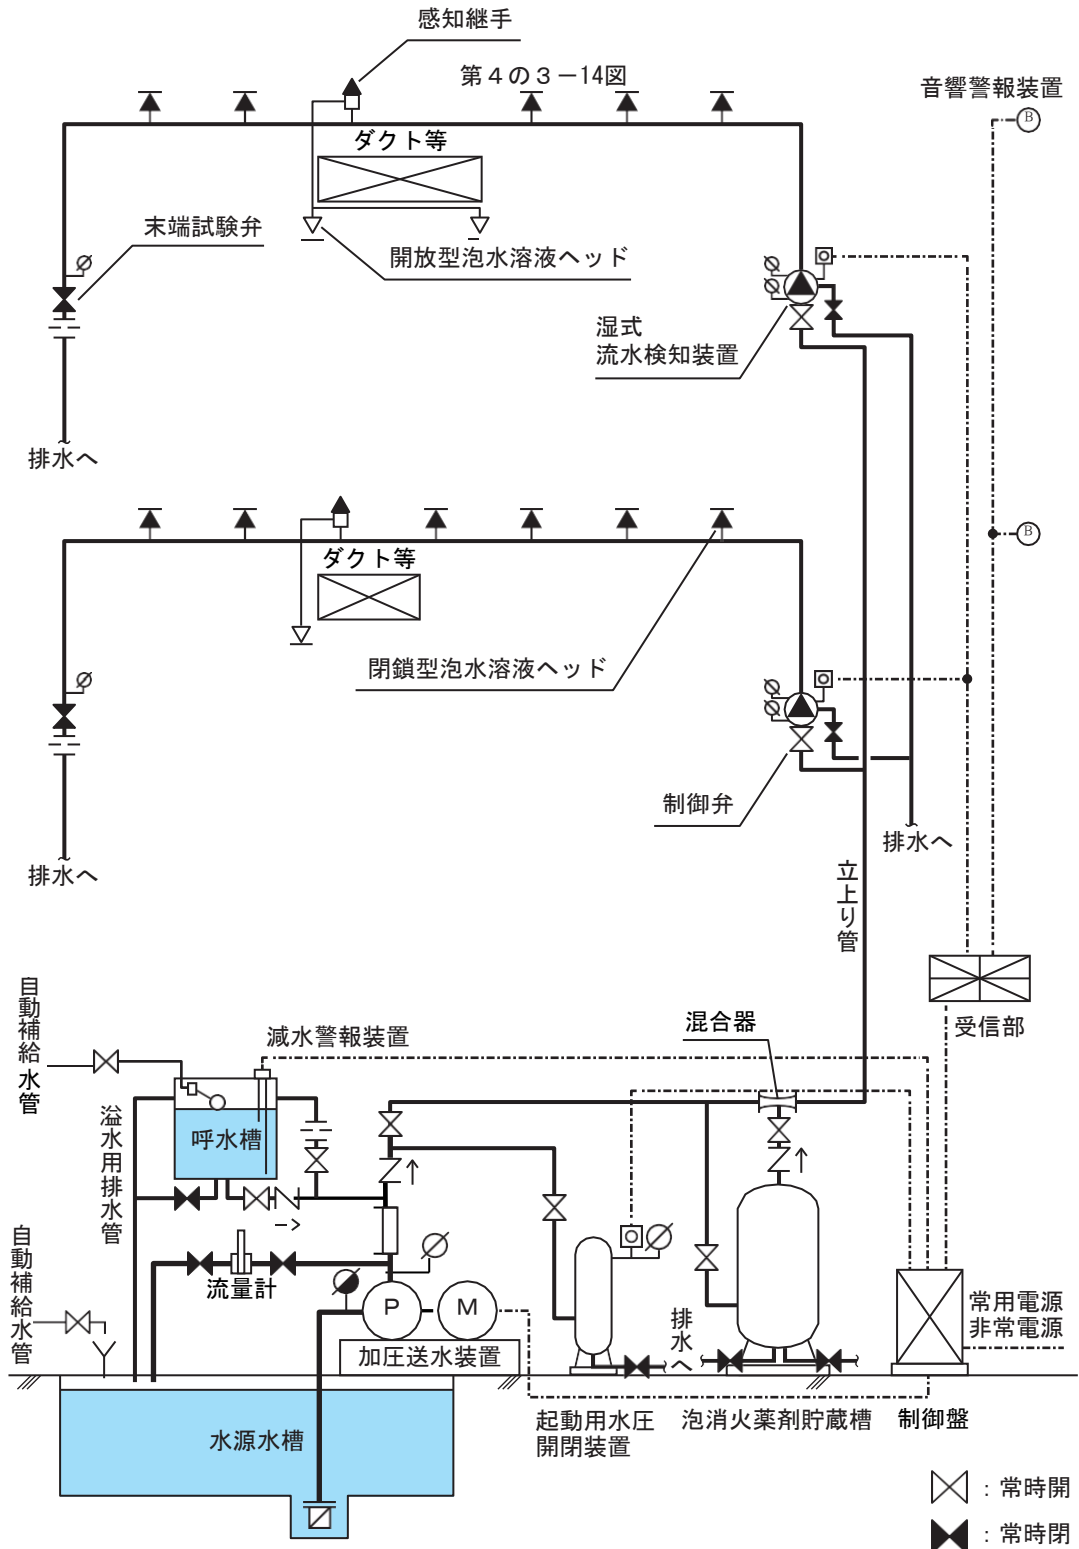 感知継手
第４の３－14図
音響警報装置
B
ダクト等
末端試験弁
開放型泡水溶液ヘッド
湿式
流水検知装置
排水へ
B
ダクト等
閉鎖型泡水溶液ヘッド
制御弁
排水へ
排水へ
立上り管
受信部
自動補給水管
減水警報装置
混合器
溢水用排水管
呼水槽
自動補給水管
流量計
P
M
加圧送水装置
排水へ
常用電源
非常電源
水源水槽
起動用水圧
開閉装置
泡消火薬剤貯蔵槽
制御盤
：常時開
：常時閉